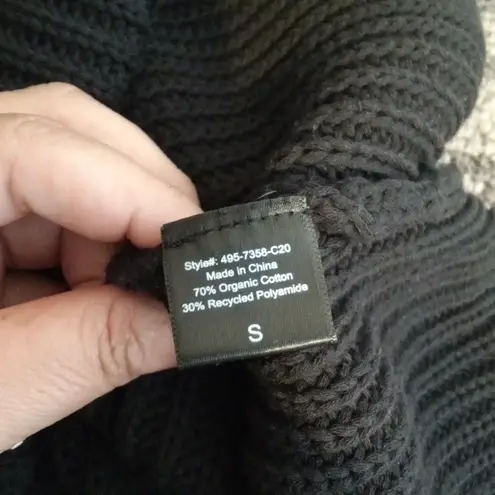 Style#: 495-7358-C20
Made in China
70% Organic Cotton
30% Recycled Polyamide
S